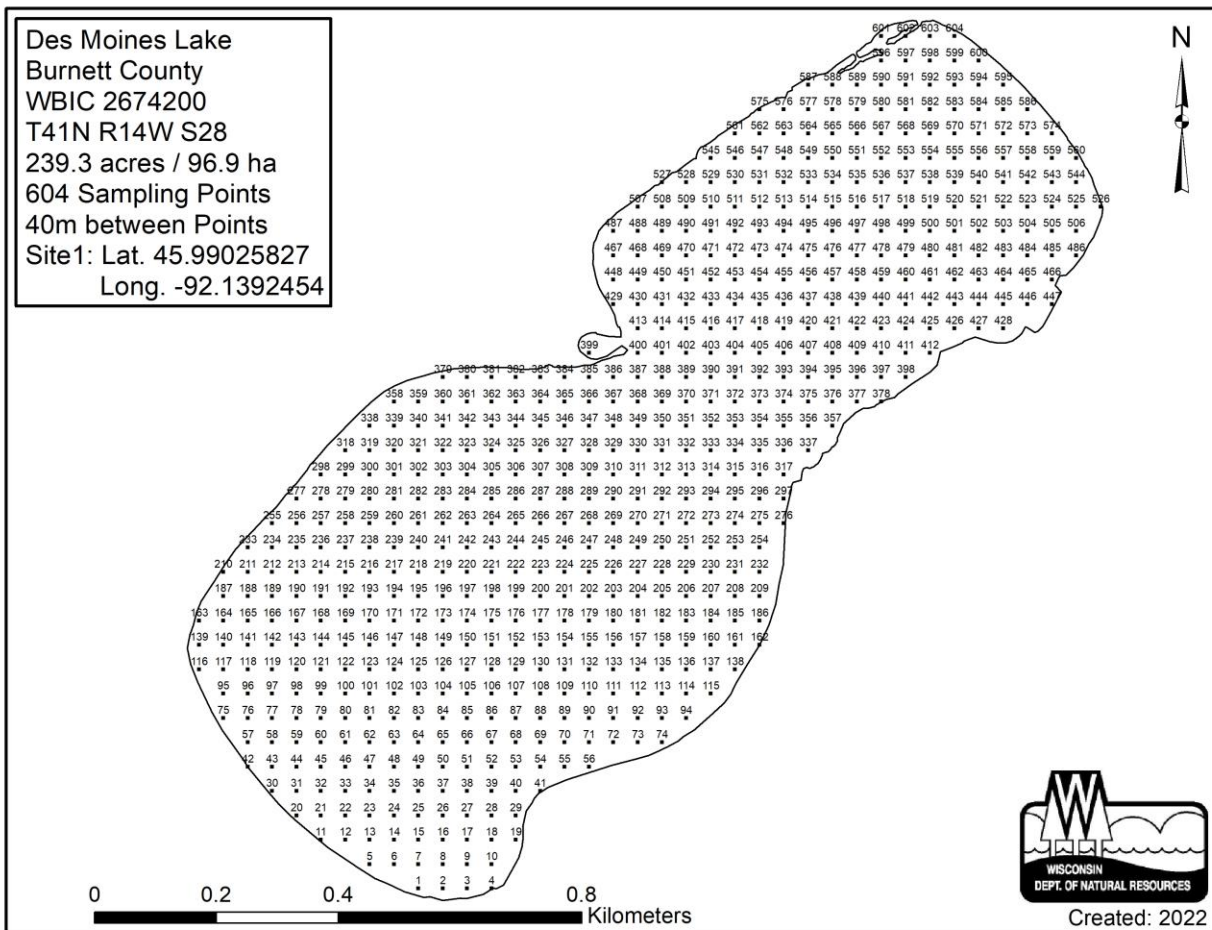 Des Moines Lake
Burnett County
WBIC 2674200
T41N R14W S28
239.3 acres / 96.9 ha
604 Sampling Points
40m between Points
Site1: Lat. 45.99025827
Long. -92.1392454
N
601 602 603 604
596 597 598 599 600
587 588 589 590 591 592 593 594 595
575 576 577 578 579 580 581 582 583 584 585 586
561 562 563 564 565 566 567 568 569 570 571 572 573 574
545 546 547 548 549 550 551 552 553 554 555 556 557 558 559 560
527 528 529 530 531 532 533 534 535 536 537 538 539 540 541 542 543 544
507 508 509 510 511 512 513 514 515 516 517 518 519 520 521 522 523 524 525 526
487 488 489 490 491 492 493 494 495 496 497 498 499 500 501 502 503 504 505 506
467 468 469 470 471 472 473 474 475 476 477 478 479 480 481 482 483 484 485 486
448 449 450 451 452 453 454 455 456 457 458 459 460 461 462 463 464 465 466
429 430 431 432 433 434 435 436 437 438 439 440 441 442 443 444 445 446 447
413 414 415 416 417 418 419 420 421 422 423 424 425 426 427 428
399 400 401 402 403 404 405 406 407 408 409 410 411 412
379 380 381 382 383 384 385 386 387 388 389 390 391 392 393 394 395 396 397 398
358 359 360 361 362 363 364 365 366 367 368 369 370 371 372 373 374 375 376 377 378
338 339 340 341 342 343 344 345 346 347 348 349 350 351 352 353 354 355 356 357
318 319 320 321 322 323 324 325 326 327 328 329 330 331 332 333 334 335 336 337
298 299 300 301 302 303 304 305 306 307 308 309 310 311 312 313 314 315 316 317
277 278 279 280 281 282 283 284 285 286 287 288 289 290 291 292 293 294 295 296 297
255 256 257 258 259 260 261 262 263 264 265 266 267 268 269 270 271 272 273 274 275 276
233 234 235 236 237 238 239 240 241 242 243 244 245 246 247 248 249 250 251 252 253 254
210 211 212 213 214 215 216 217 218 219 220 221 222 223 224 225 226 227 228 229 230 231 232
187 188 189 190 191 192 193 194 195 196 197 198 199 200 201 202 203 204 205 206 207 208 209
163 164 165 166 167 168 169 170 171 172 173 174 175 176 177 178 179 180 181 182 183 184 185 186
139 140 141 142 143 144 145 146 147 148 149 150 151 152 153 154 155 156 157 158 159 160 161 162
116 117 118 119 120 121 122 123 124 125 126 127 128 129 130 131 132 133 134 135 136 137 138
95 96 97 98 99 100 101 102 103 104 105 106 107 108 109 110 111 112 113 114 115
75 76 77 78 79 80 81 82 83 84 85 86 87 88 89 90 91 92 93 94
57 58 59 60 61 62 63 64 65 66 67 68 69 70 71 72 73 74
42 43 44 45 46 47 48 49 50 51 52 53 54 55 56
30 31 32 33 34 35 36 37 38 39 40 41
20 21 22 23 24 25 26 27 28 29
11 12 13 14 15 16 17 18 19
5 6 7 8 9 10
1 2 3 4
0 0.2 0.4 0.8
Kilometers
W
WISCONSIN
DEPT. OF NATURAL RESOURCES
Created: 2022